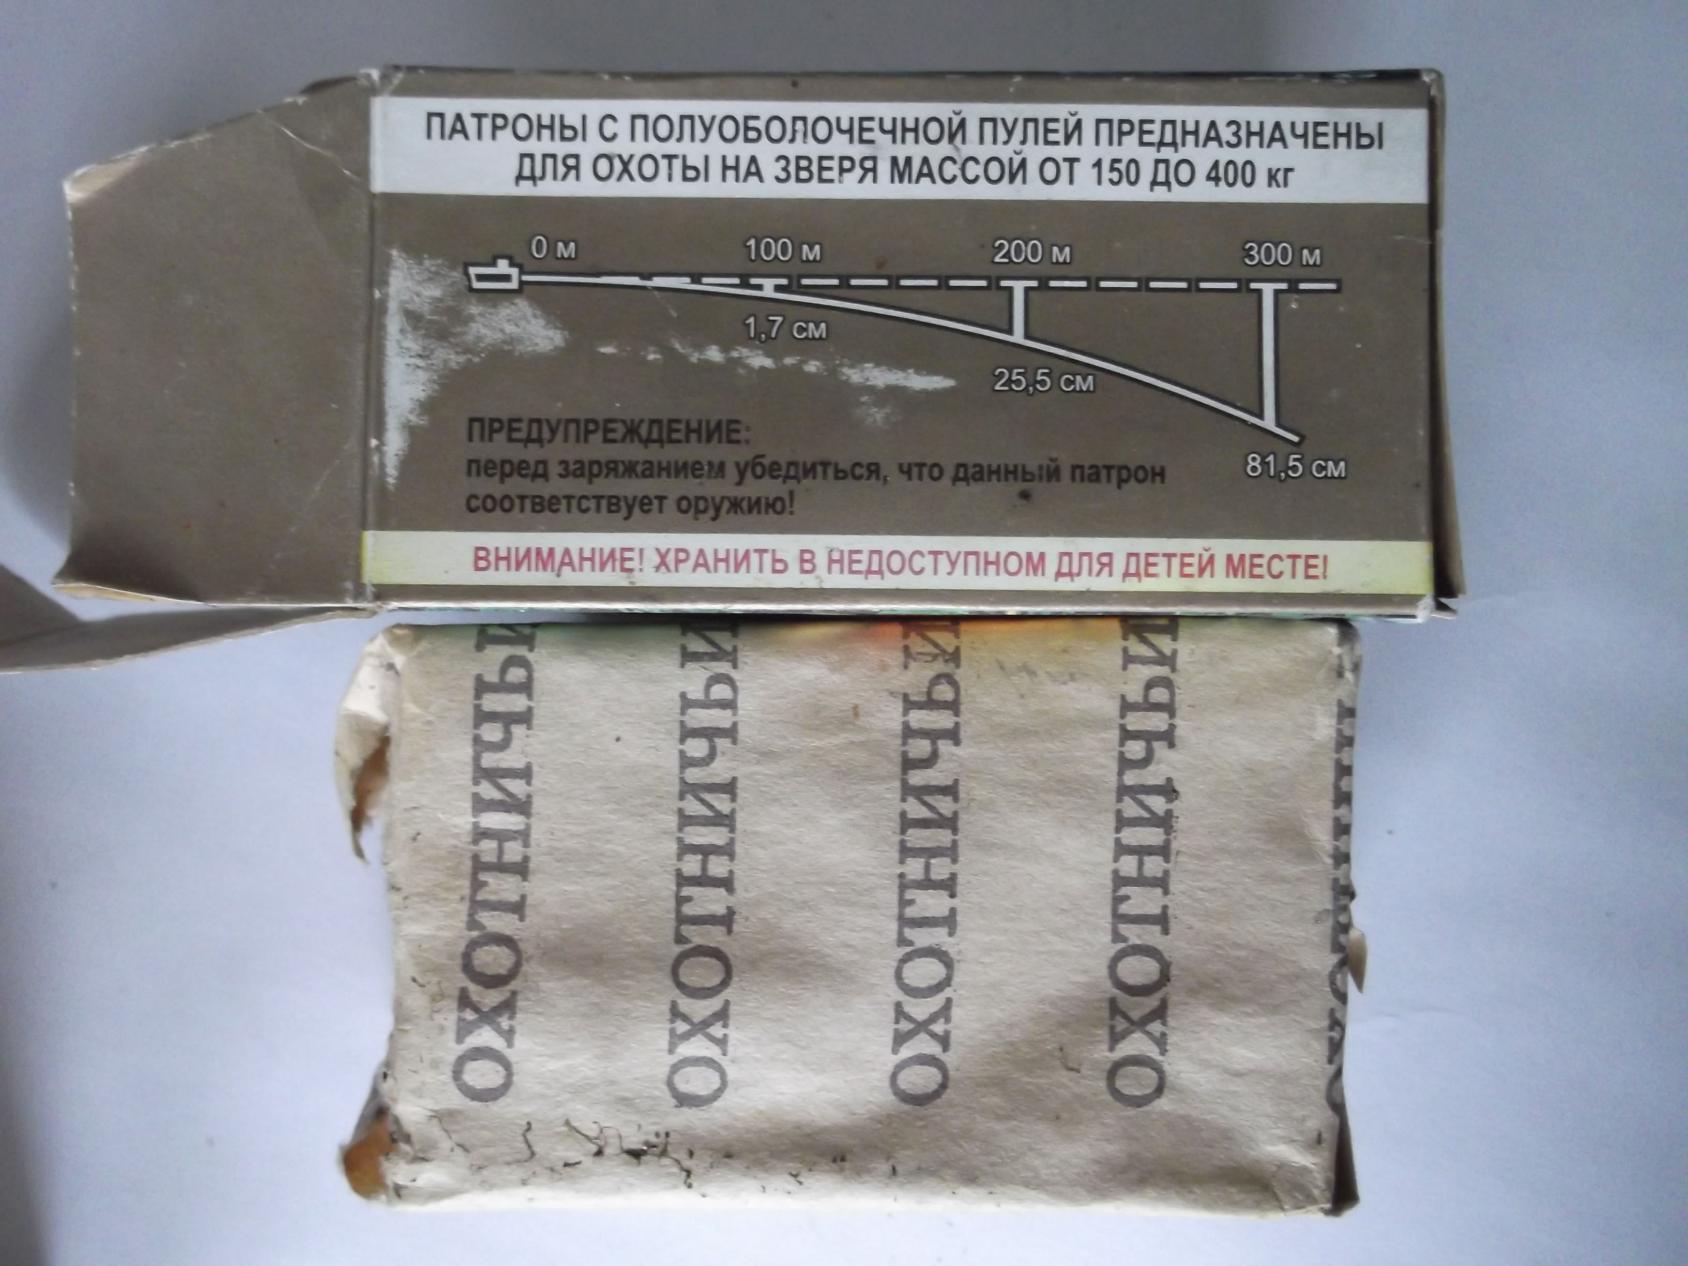 ПАТРОНЫ С ПОЛУОБОЛОЧЕЧНОЙ ПУЛЕЙ ПРЕДНАЗНАЧЕНЫ
ДЛЯ ОХОТЫ НА ЗВЕРЯ МАССОЙ ОТ 150 ДО 400 кг
0 м 100 м 200 м 300 м
1,7 см
25,5 см
81,5 см
ПРЕДУПРЕЖДЕНИЕ:
перед заряжанием убедиться, что данный патрон
соответствует оружию!
ВНИМАНИЕ! ХРАНИТЬ В НЕДОСТУПНОМ ДЛЯ ДЕТЕЙ МЕСТЕ!
ОХОТНИЧЬИ
ОХОТНИЧЬИ
ОХОТНИЧЬИ
ОХОТНИЧЬИ